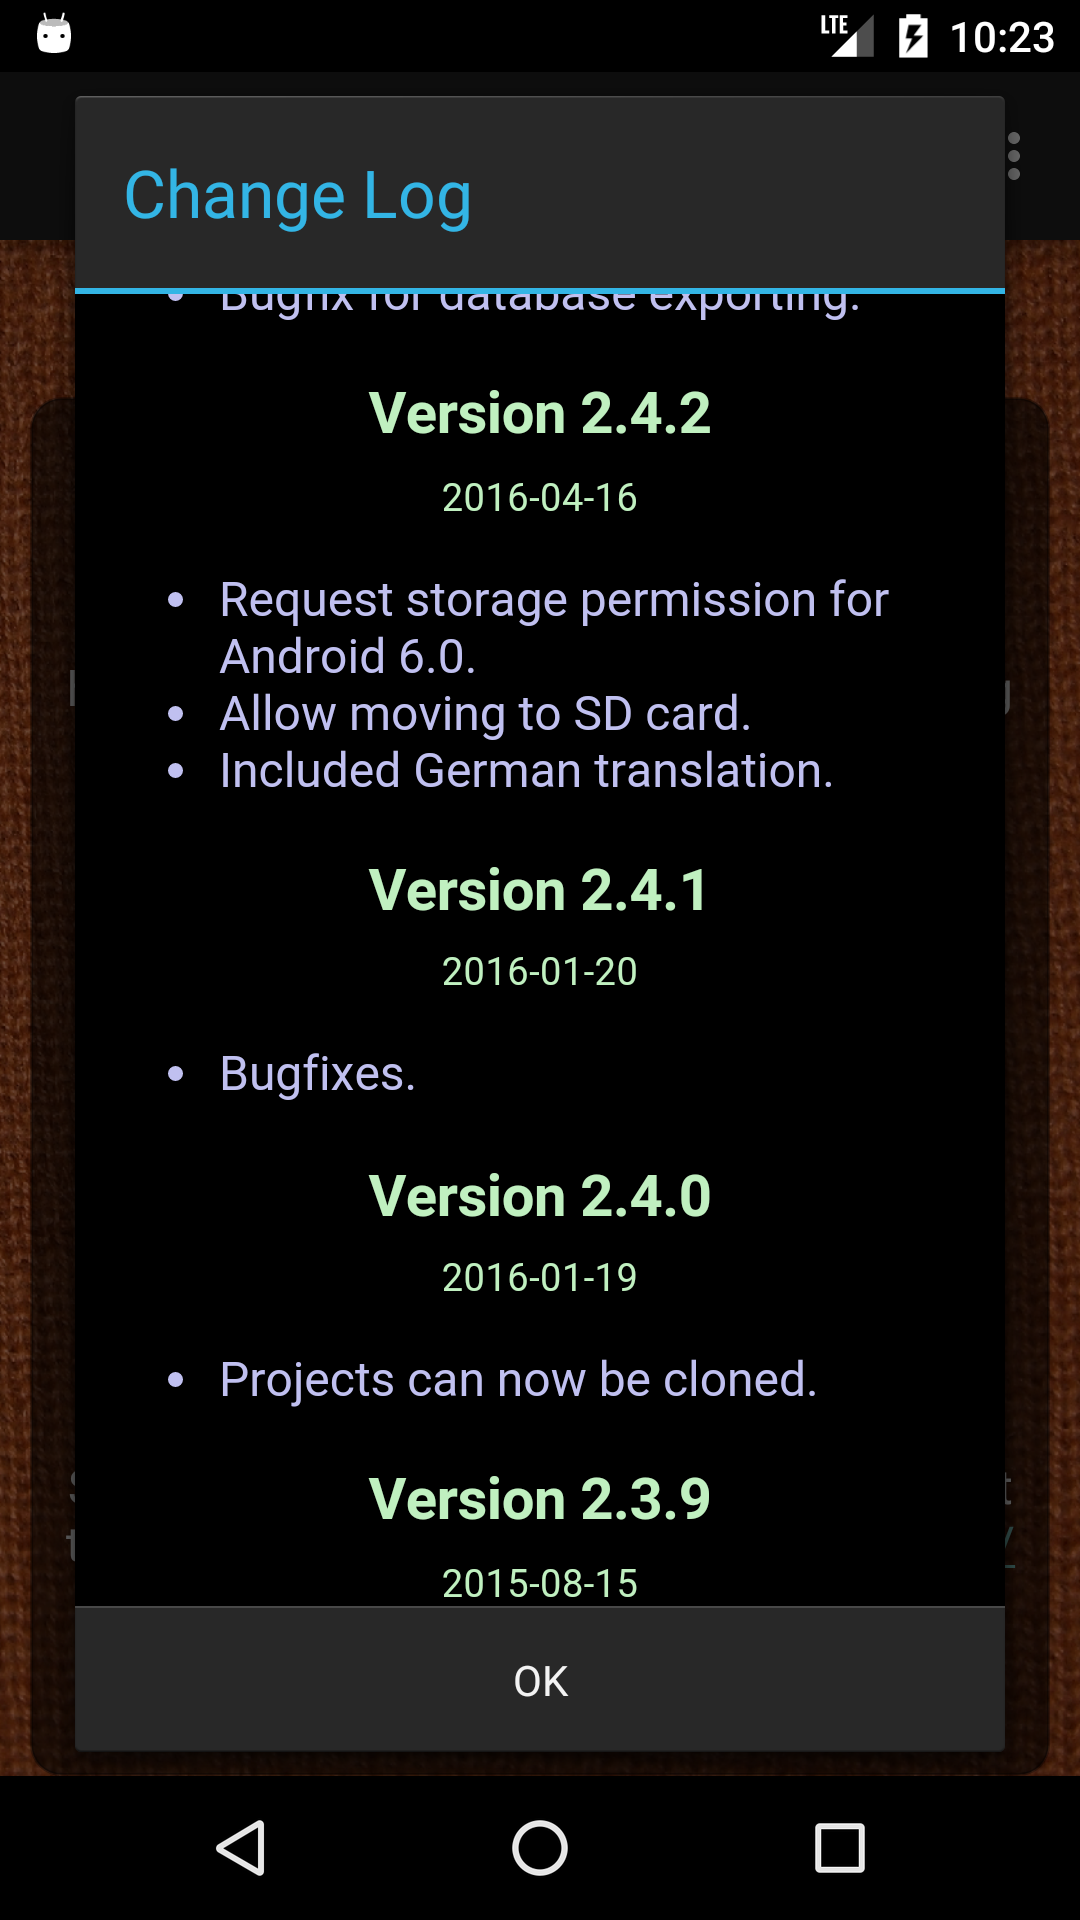 LTE 10:23
Change Log
• Bugfix for database exporting.
Version 2.4.2
2016-04-16
• Request storage permission for
Android 6.0.
• Allow moving to SD card.
• Included German translation.
Version 2.4.1
2016-01-20
• Bugfixes.
Version 2.4.0
2016-01-19
• Projects can now be cloned.
Version 2.3.9
2015-08-15
OK